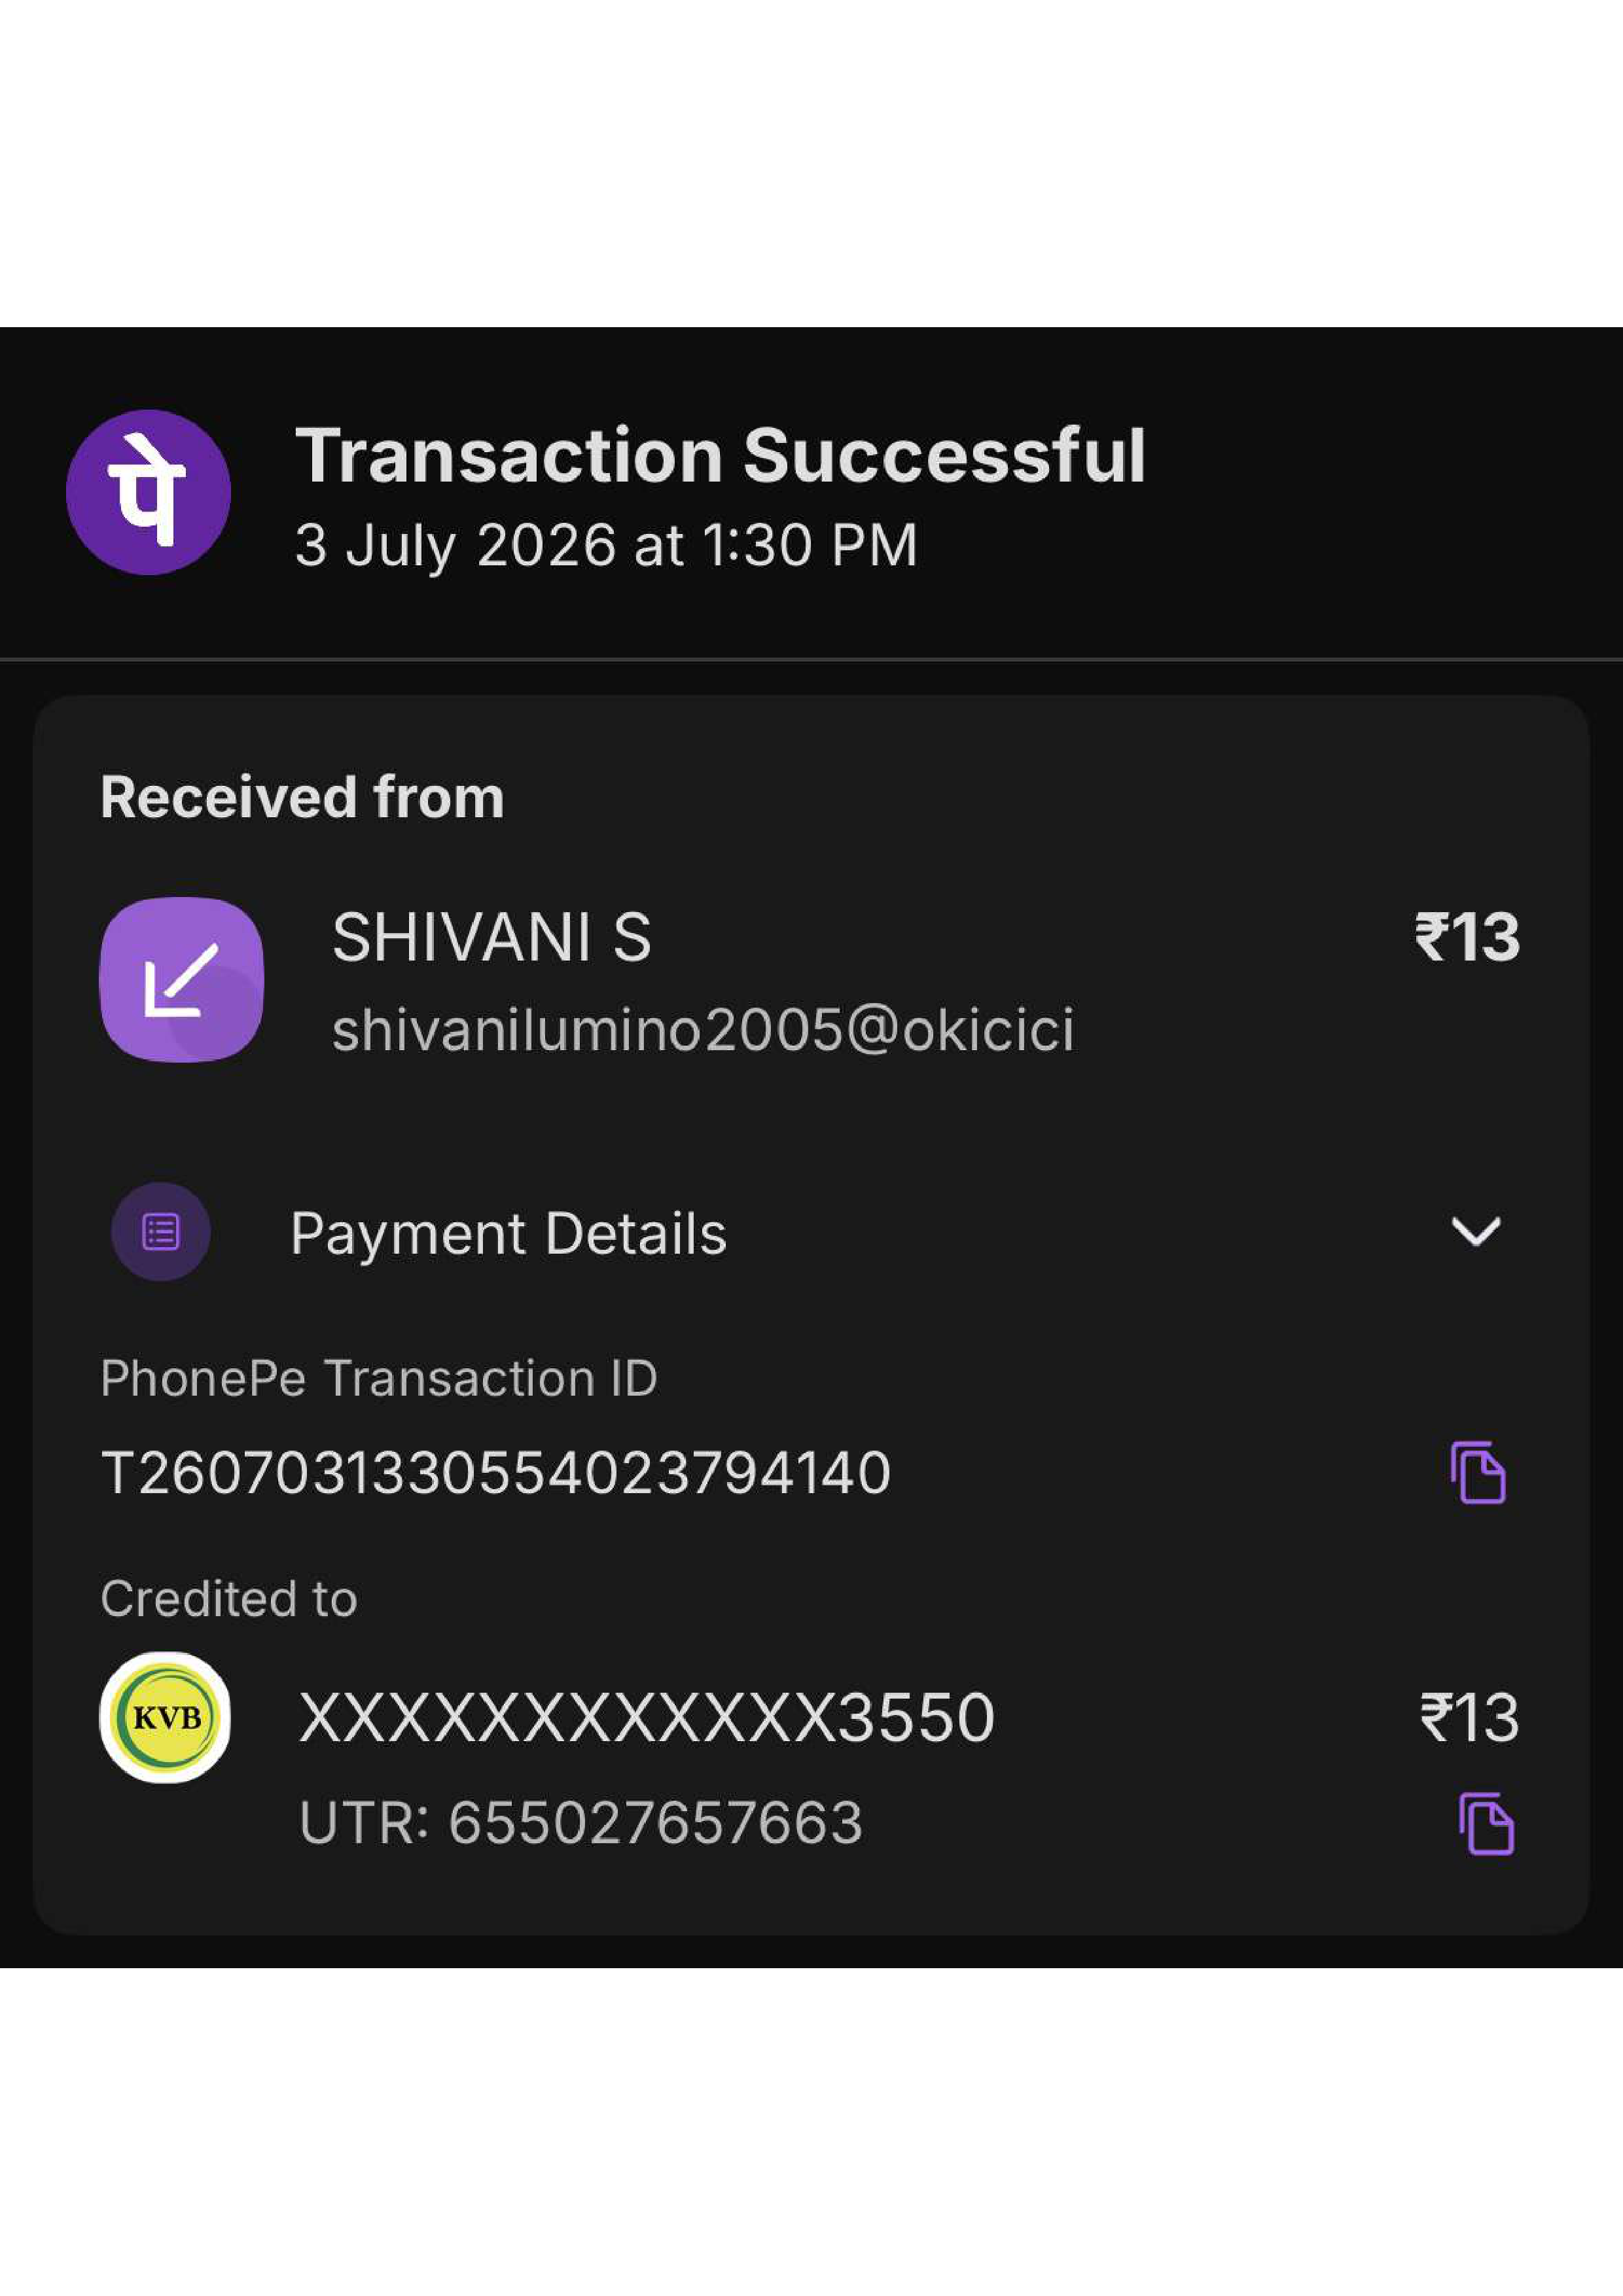 पे
Transaction Successful
3 July 2026 at 1:30 PM
Received from
SHIVANI S
₹13
shivanilumino2005@okicici
Payment Details
PhonePe Transaction ID
T2607031330554023794140
Credited to
KVB
XXXXXXXXXXXX3550
₹13
UTR: 655027657663